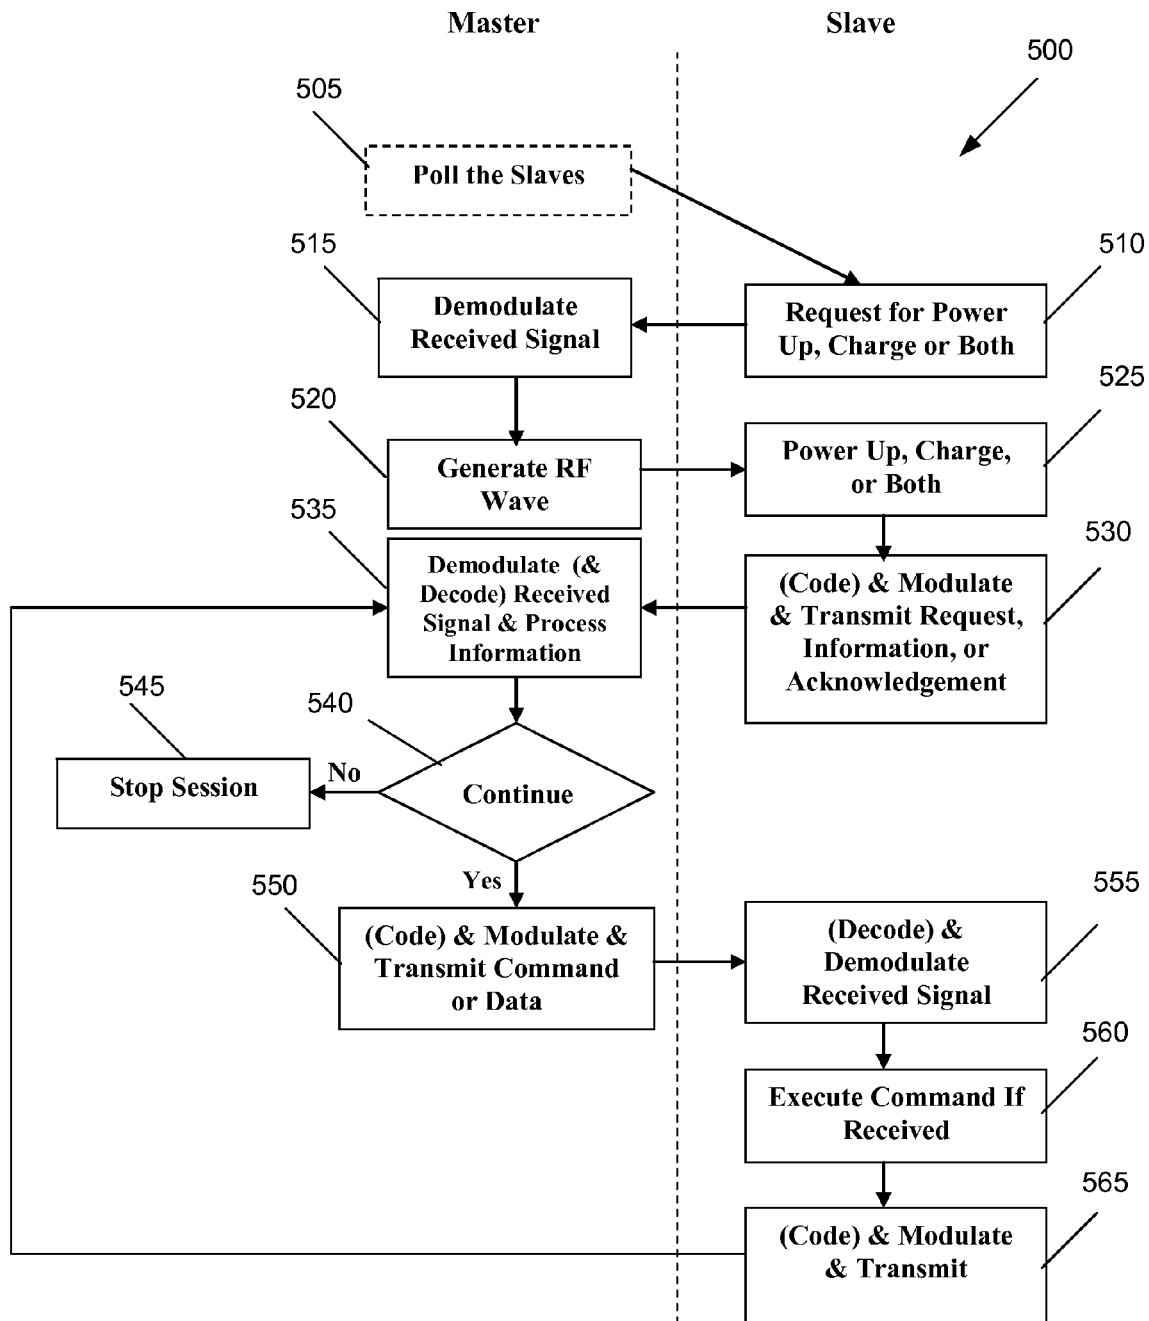 Master
Slave
500
505
Poll the Slaves
515
510
Demodulate
Received Signal
Request for Power
Up, Charge or Both
520
525
Generate RF
Wave
Power Up, Charge,
or Both
535
530
Demodulate (&
Decode) Received
Signal & Process
Information
(Code) & Modulate
& Transmit Request,
Information, or
Acknowledgement
545
540
Stop Session
No
Continue
Yes
550
555
(Code) & Modulate &
Transmit Command
or Data
(Decode) &
Demodulate
Received Signal
560
Execute Command If
Received
565
(Code) & Modulate
& Transmit